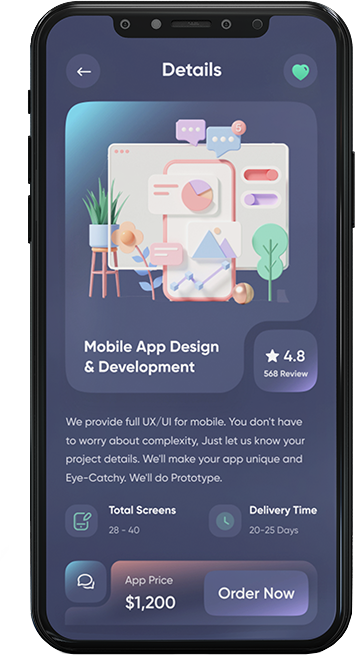 Details
Mobile App Design
& Development
4.8
568 Review
We provide full UX/UI for mobile. You don't have
to worry about complexity, Just let us know your
project details. We'll make your app unique and
Eye-Catchy. We'll do Prototype.
Total Screens
28 - 40
Delivery Time
20-25 Days
App Price
$1,200
Order Now